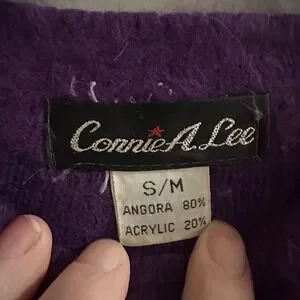 Connie A. Lee
S/M
ANGORA 80%
ACRYLIC 20%